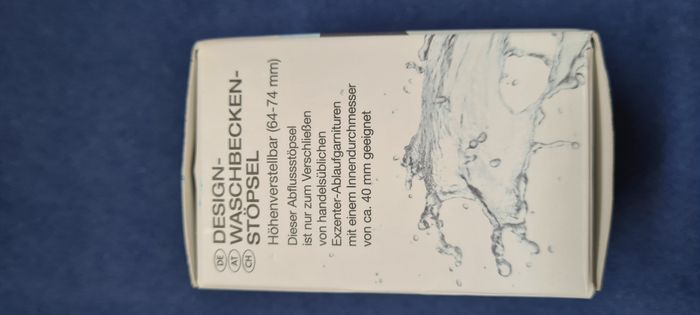 DE AT CH
DESIGN-
WASCHBECKEN-
STÖPSEL
Höhenverstellbar (64-74 mm)
Dieser Abflussstöpsel
ist nur zum Verschließen
von handelsüblichen
Exzenter-Ablaufgarnituren
mit einem Innendurchmesser
von ca. 40 mm geeignet